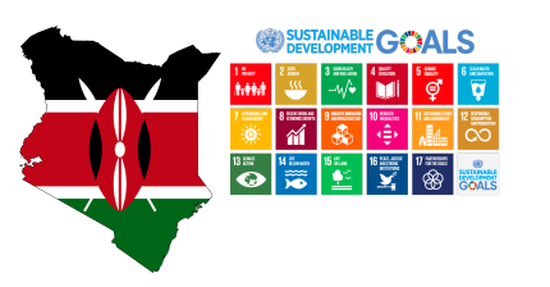 SUSTAINABLE
DEVELOPMENT
GOALS
1 NO
POVERTY
2 ZERO
HUNGER
3 GOOD HEALTH
AND WELL-BEING
4 QUALITY
EDUCATION
5 GENDER
EQUALITY
6 CLEAN WATER
AND SANITATION
7 AFFORDABLE AND
CLEAN ENERGY
8 DECENT WORK AND
ECONOMIC GROWTH
9 INDUSTRY, INNOVATION
AND INFRASTRUCTURE
10 REDUCED
INEQUALITIES
11 SUSTAINABLE CITIES
AND COMMUNITIES
12 RESPONSIBLE
CONSUMPTION
AND PRODUCTION
13 CLIMATE
ACTION
14 LIFE
BELOW WATER
15 LIFE
ON LAND
16 PEACE, JUSTICE
AND STRONG
INSTITUTIONS
17 PARTNERSHIPS
FOR THE GOALS
SUSTAINABLE
DEVELOPMENT
GOALS